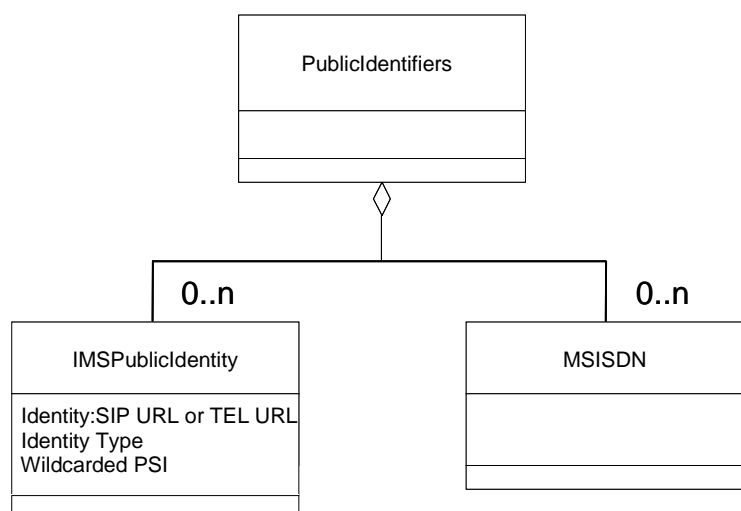 PublicIdentifiers
0..n
0..n
IMSPublicIdentity
MSISDN
Identity:SIP URL or TEL URL
Identity Type
Wildcarded PSI